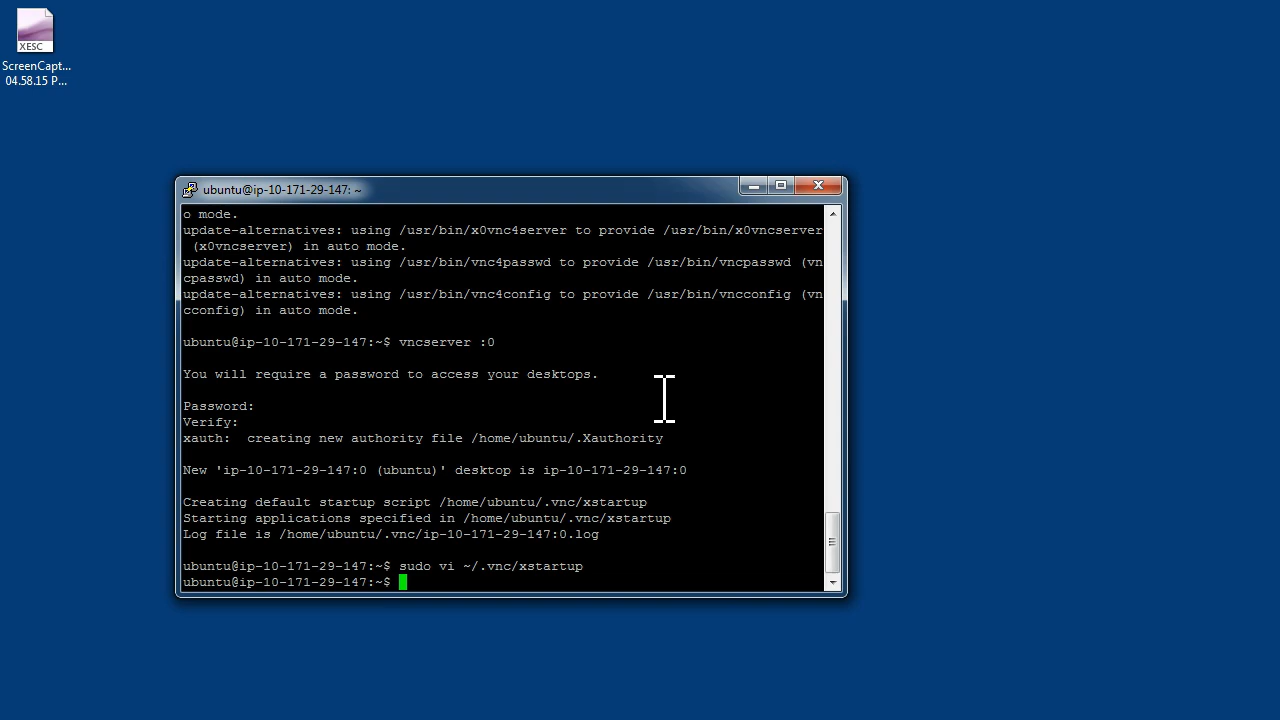 XESC
ScreenCapt...
04.58.15 P...
ubuntu@ip-10-171-29-147: ~
o mode.
update-alternatives: using /usr/bin/x0vnc4server to provide /usr/bin/x0vncserver
 (x0vncserver) in auto mode.
update-alternatives: using /usr/bin/vnc4passwd to provide /usr/bin/vncpasswd (vn
cpasswd) in auto mode.
update-alternatives: using /usr/bin/vnc4config to provide /usr/bin/vncconfig (vn
cconfig) in auto mode.
ubuntu@ip-10-171-29-147:~$ vncserver :0
You will require a password to access your desktops.
Password:
Verify:
xauth:  creating new authority file /home/ubuntu/.Xauthority
New 'ip-10-171-29-147:0 (ubuntu)' desktop is ip-10-171-29-147:0
Creating default startup script /home/ubuntu/.vnc/xstartup
Starting applications specified in /home/ubuntu/.vnc/xstartup
Log file is /home/ubuntu/.vnc/ip-10-171-29-147:0.log
ubuntu@ip-10-171-29-147:~$ sudo vi ~/.vnc/xstartup
ubuntu@ip-10-171-29-147:~$